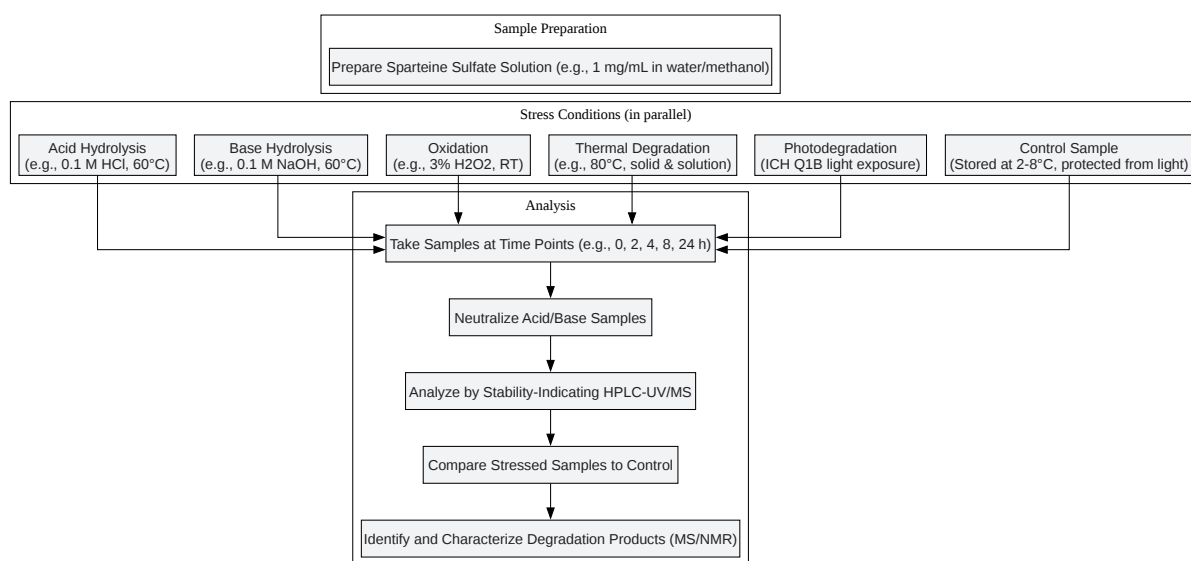 Sample Preparation
Prepare Sparteine Sulfate Solution (e.g., 1 mg/mL in water/methanol)
Stress Conditions (in parallel)
Acid Hydrolysis
(e.g., 0.1 M HCl, 60°C)
Base Hydrolysis
(e.g., 0.1 M NaOH, 60°C)
Oxidation
(e.g., 3% H2O2, RT)
Thermal Degradation
(e.g., 80°C, solid & solution)
Photodegradation
(ICH Q1B light exposure)
Control Sample
(Stored at 2-8°C, protected from light)
Analysis
Take Samples at Time Points (e.g., 0, 2, 4, 8, 24 h)
Neutralize Acid/Base Samples
Analyze by Stability-Indicating HPLC-UV/MS
Compare Stressed Samples to Control
Identify and Characterize Degradation Products (MS/NMR)